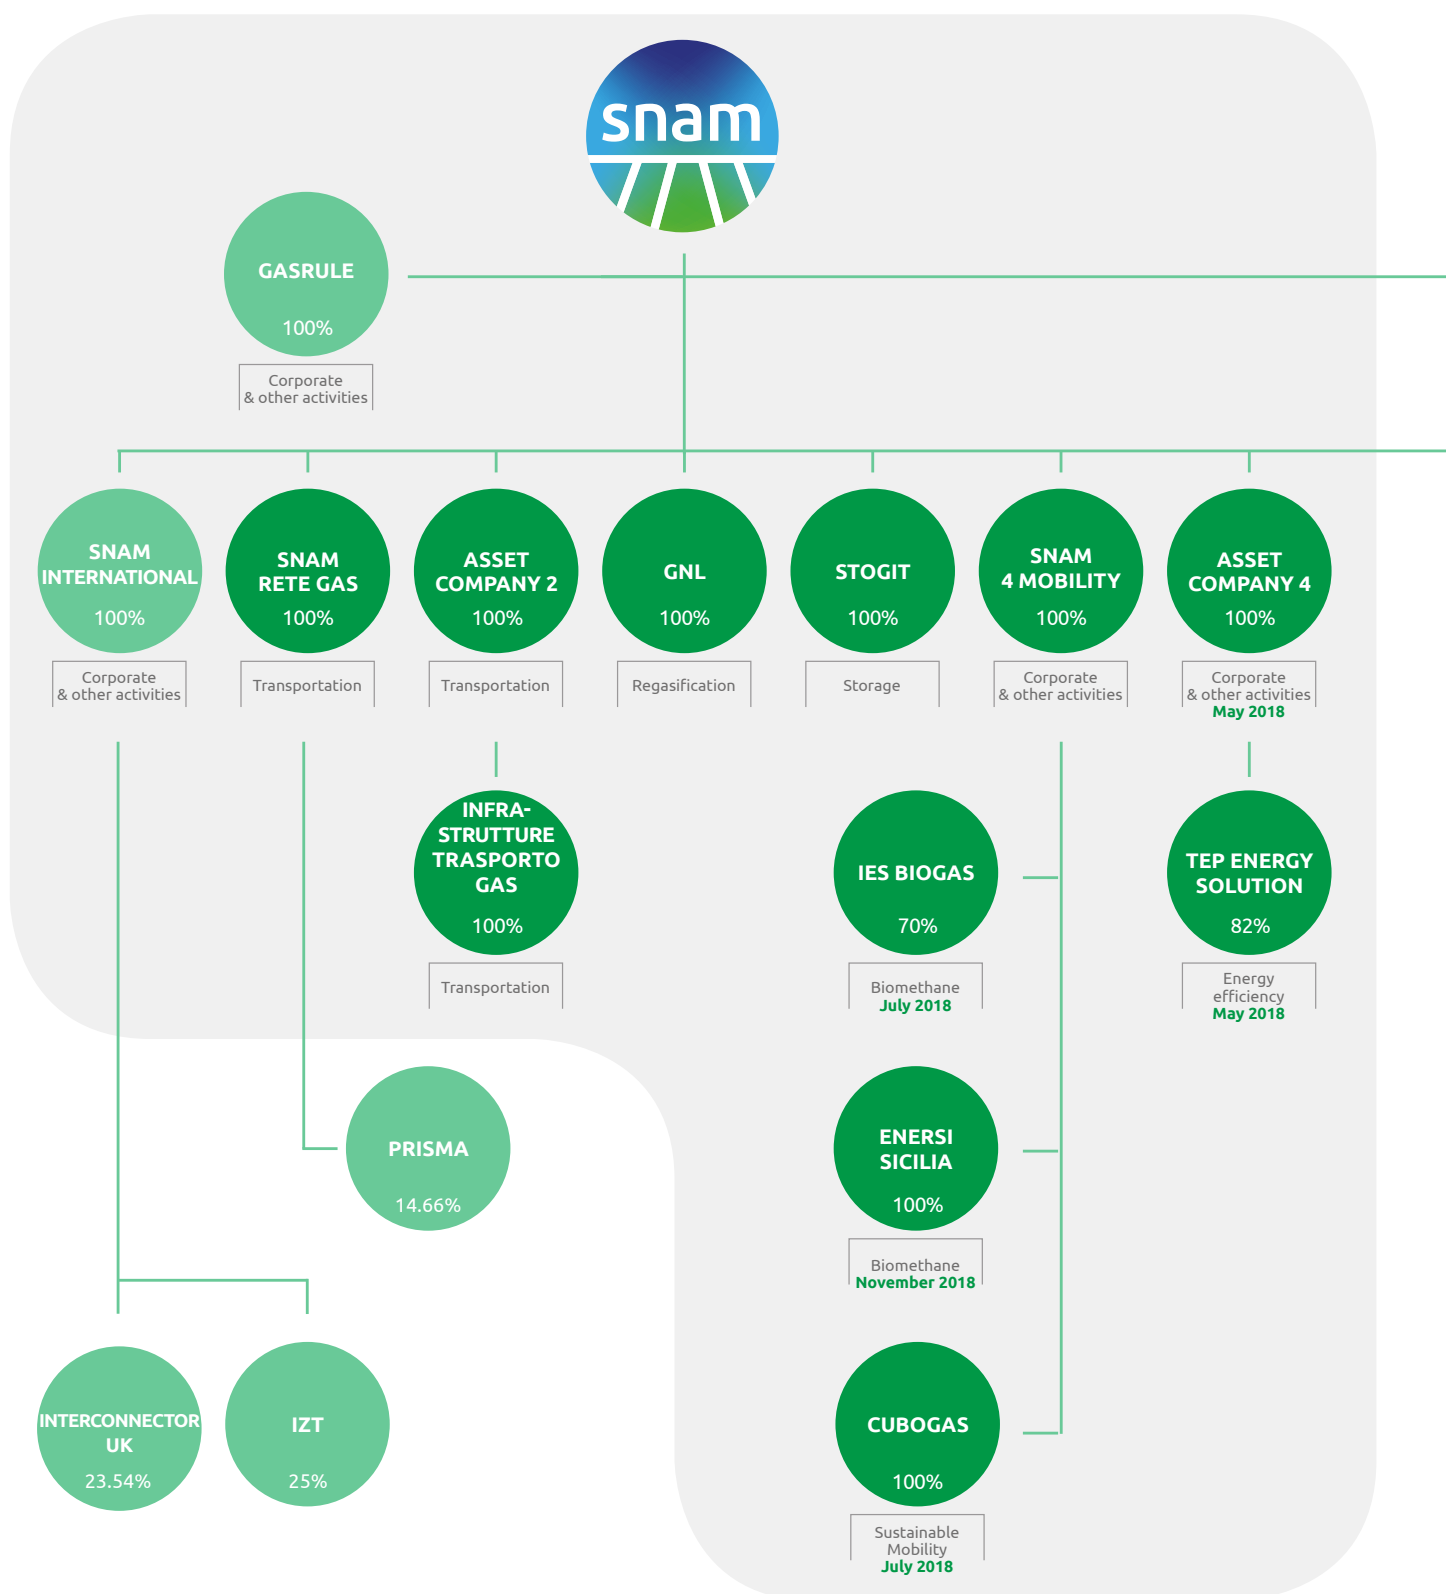 snam
GASRULE
100%
Corporate
& other activities
SNAM
INTERNATIONAL
100%
Corporate
& other activities
SNAM
RETE GAS
100%
Transportation
ASSET
COMPANY 2
100%
Transportation
GNL
100%
Regasification
STOGIT
100%
Storage
SNAM
4 MOBILITY
100%
Corporate
& other activities
ASSET
COMPANY 4
100%
Corporate
& other activities
May 2018
INFRA-
STRUTTURE
TRASPORTO
GAS
100%
Transportation
IES BIOGAS
70%
Biomethane
July 2018
TEP ENERGY
SOLUTION
82%
Energy
efficiency
May 2018
PRISMA
14.66%
ENERSI
SICILIA
100%
Biomethane
November 2018
INTERCONNECTOR
UK
23.54%
IZT
25%
CUBOGAS
100%
Sustainable
Mobility
July 2018